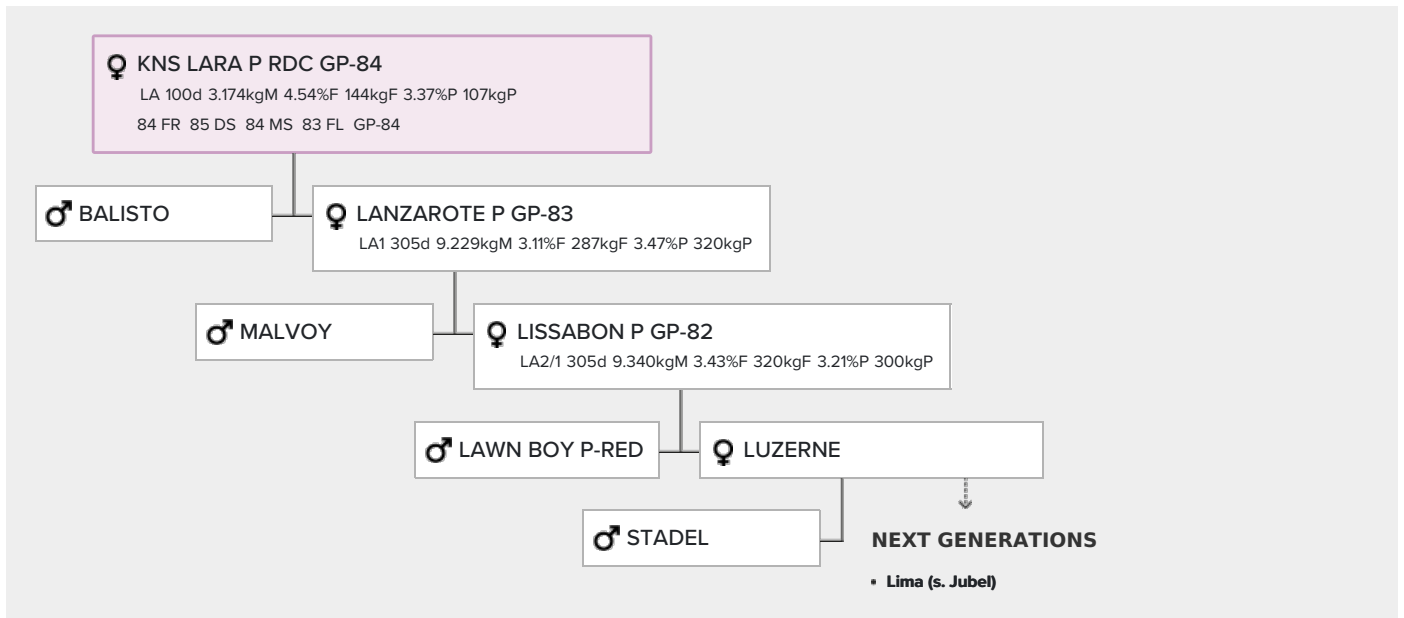 KNS LARA P RDC GP-84
LA 100d 3.174kgM 4.54%F 144kgF 3.37%P 107kgP
84 FR 85 DS 84 MS 83 FL GP-84
BALISTO
LANZAROTE P GP-83
LA1 305d 9.229kgM 3.11%F 287kgF 3.47%P 320kgP
MALVOY
LISSABON P GP-82
LA2/1 305d 9.340kgM 3.43%F 320kgF 3.21%P 300kgP
LAWN BOY P-RED
LUZERNE
STADEL
NEXT GENERATIONS
• Lima (s. Jubel)